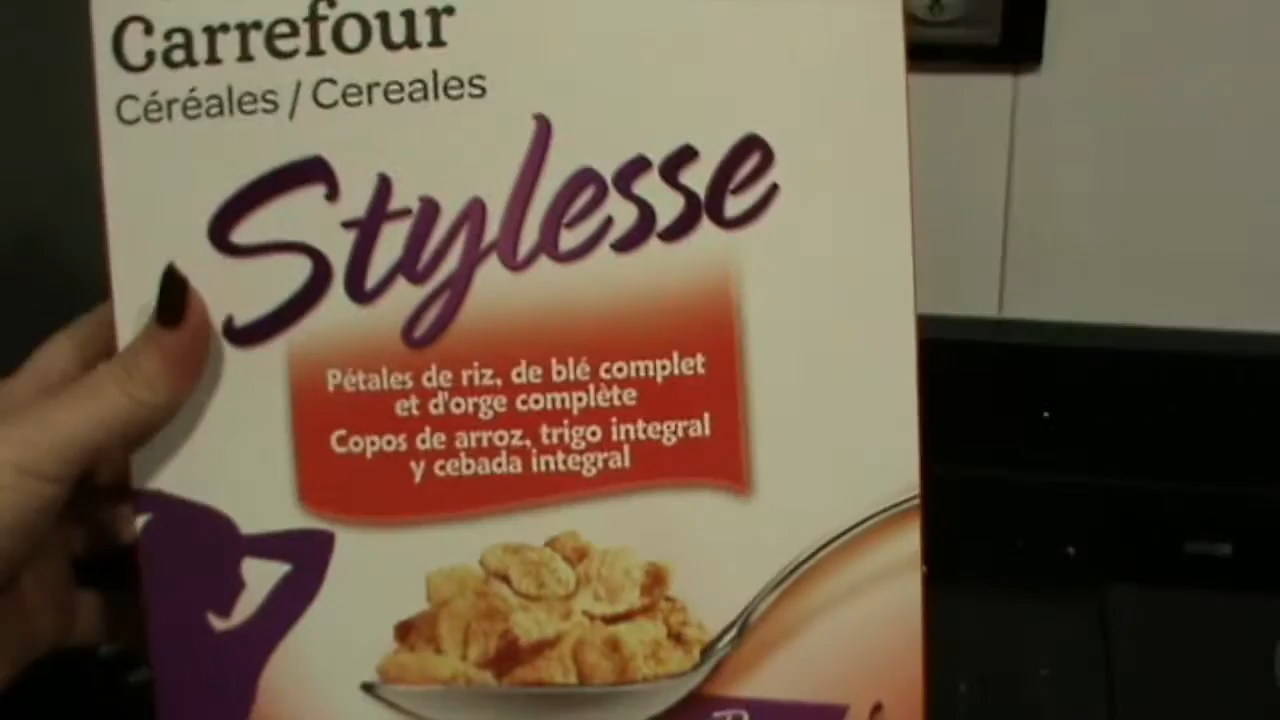 Carrefour
Céréales / Cereales
Stylesse
Pétales de riz, de blé complet
et d'orge complète
Copos de arroz, trigo integral
y cebada integral